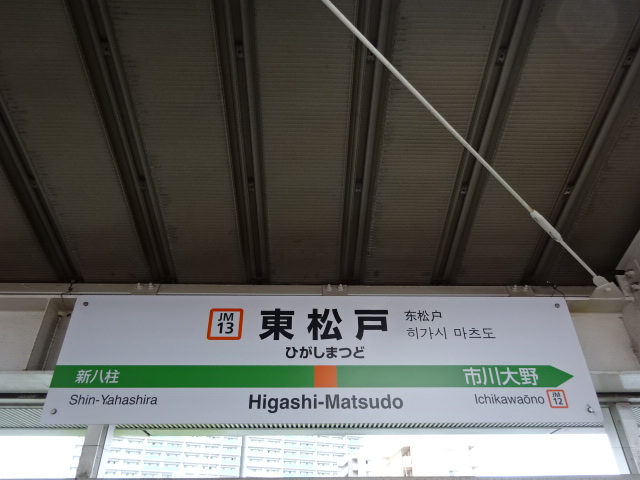 JM
13
東松戸
东松户
히가시 마츠도
ひがしまつど
新八柱
市川大野
Shin-Yahashira
Higashi-Matsudo
Ichikawaōno
JM
12